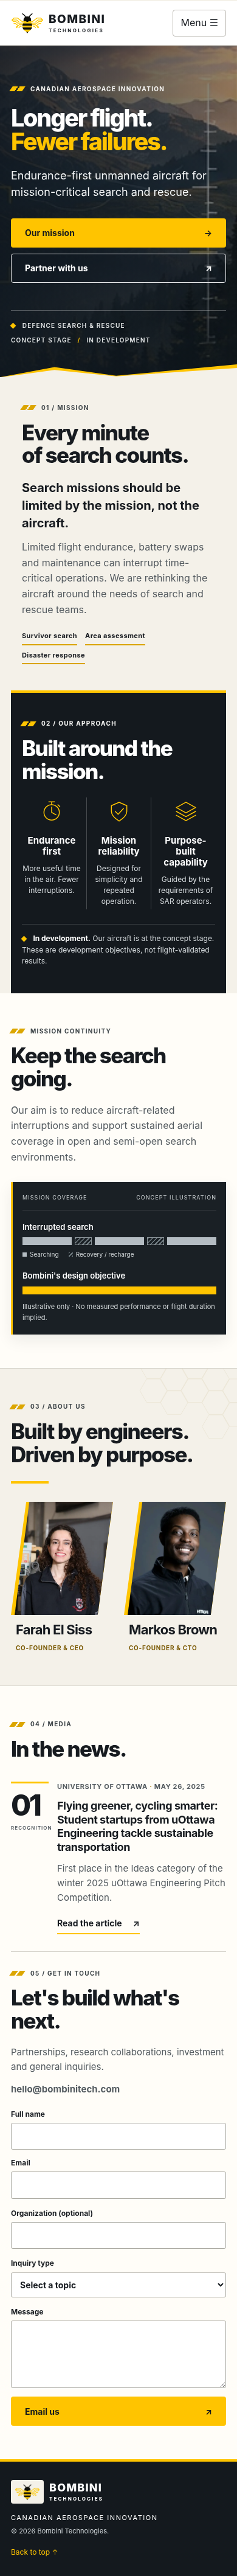 BOMBINI
TECHNOLOGIES
Menu ☰
CANADIAN AEROSPACE INNOVATION
Longer flight.
Fewer failures.
Endurance-first unmanned aircraft for
mission-critical search and rescue.
Our mission →
Partner with us ↗
DEFENCE SEARCH & RESCUE
CONCEPT STAGE / IN DEVELOPMENT
01 / MISSION
Every minute
of search counts.
Search missions should be
limited by the mission, not the
aircraft.
Limited flight endurance, battery swaps
and maintenance can interrupt time-
critical operations. We are rethinking the
aircraft around the needs of search and
rescue teams.
Survivor search Area assessment
Disaster response
02 / OUR APPROACH
Built around the
mission.
Endurance
first
More useful time
in the air. Fewer
interruptions.
Mission
reliability
Designed for
simplicity and
repeated
operation.
Purpose-
built
capability
Guided by the
requirements of
SAR operators.
In development. Our aircraft is at the concept stage.
These are development objectives, not flight-validated
results.
MISSION CONTINUITY
Keep the search
going.
Our aim is to reduce aircraft-related
interruptions and support sustained aerial
coverage in open and semi-open search
environments.
MISSION COVERAGE CONCEPT ILLUSTRATION
Interrupted search
Searching Recovery / recharge
Bombini's design objective
Illustrative only · No measured performance or flight duration
implied.
03 / ABOUT US
Built by engineers.
Driven by purpose.
Farah El Siss
CO-FOUNDER & CEO
Markos Brown
CO-FOUNDER & CTO
04 / MEDIA
In the news.
01
RECOGNITION
UNIVERSITY OF OTTAWA · MAY 26, 2025
Flying greener, cycling smarter:
Student startups from uOttawa
Engineering tackle sustainable
transportation
First place in the Ideas category of the
winter 2025 uOttawa Engineering Pitch
Competition.
Read the article ↗
05 / GET IN TOUCH
Let's build what's
next.
Partnerships, research collaborations, investment
and general inquiries.
hello@bombinitech.com
Full name
Email
Organization (optional)
Inquiry type
Select a topic
Message
Email us ↗
BOMBINI
TECHNOLOGIES
CANADIAN AEROSPACE INNOVATION
© 2026 Bombini Technologies.
Back to top ↑